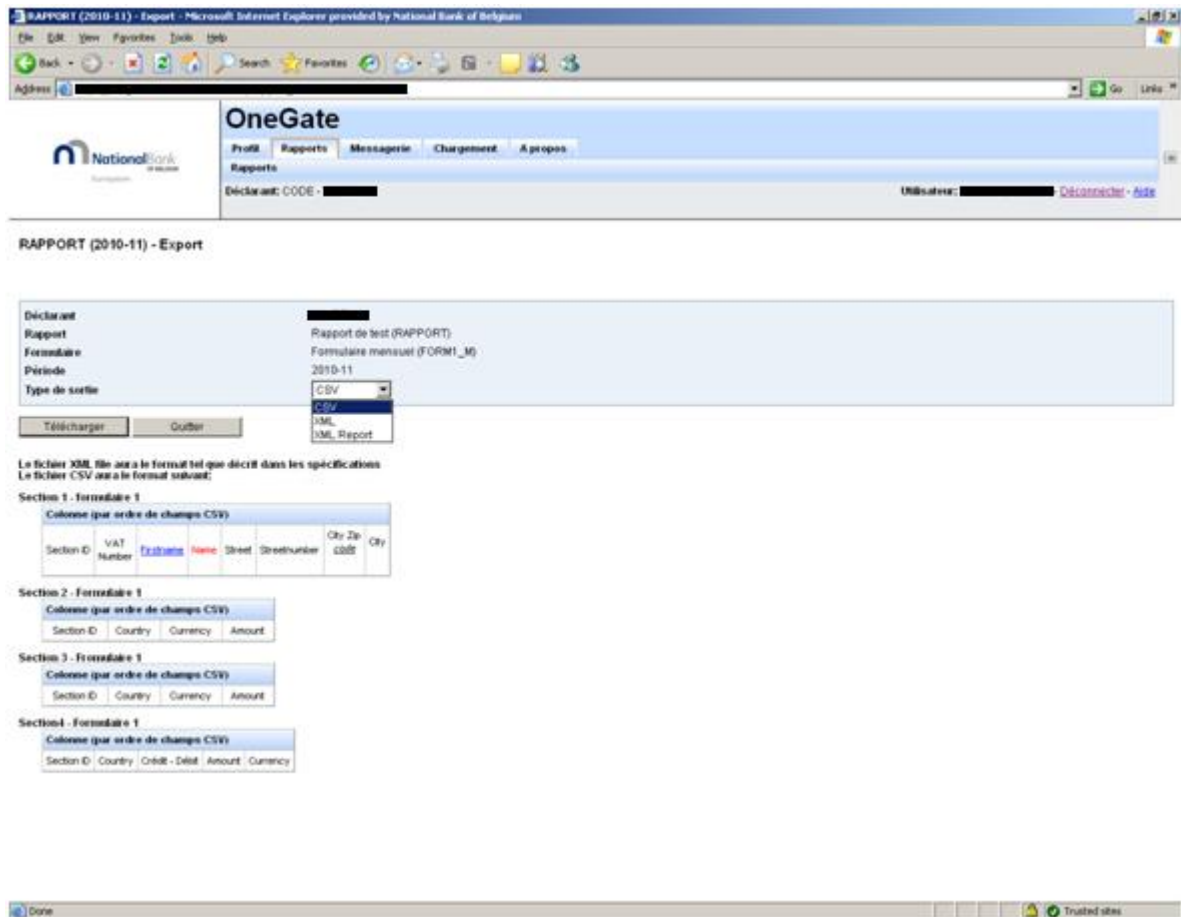 RAPPORT (2010-11) - Export - Microsoft Internet Explorer provided by National Bank of Belgium
File Edit View Favorites Tools Help
Back Search Favorites
Address Go Links »
OneGate
NationalBank
OF BELGIUM
Eurosystem
Profil Rapports Messagerie Chargement A propos
Rapports
Déclarant: CODE - Utilisateur: - Déconnecter - Aide
RAPPORT (2010-11) - Export
Déclarant
Rapport Rapport de test (RAPPORT)
Formulaire Formulaire mensuel (FORM1_M)
Période 2010-11
Type de sortie CSV
CSV
XML
XML Report
Télécharger Quitter
Le fichier XML file aura le format tel que décrit dans les spécifications
Le fichier CSV aura le format suivant:
Section 1 - formulaire 1
Colonne (par ordre de champs CSV)
Section ID VAT Number Firstname Name Street Streetnumber City Zip code City
Section 2 - Formulaire 1
Colonne (par ordre de champs CSV)
Section ID Country Currency Amount
Section 3 - Fromulaire 1
Colonne (par ordre de champs CSV)
Section ID Country Currency Amount
Section4 - Formulaire 1
Colonne (par ordre de champs CSV)
Section ID Country Crédit - Débit Amount Currency
Done Trusted sites